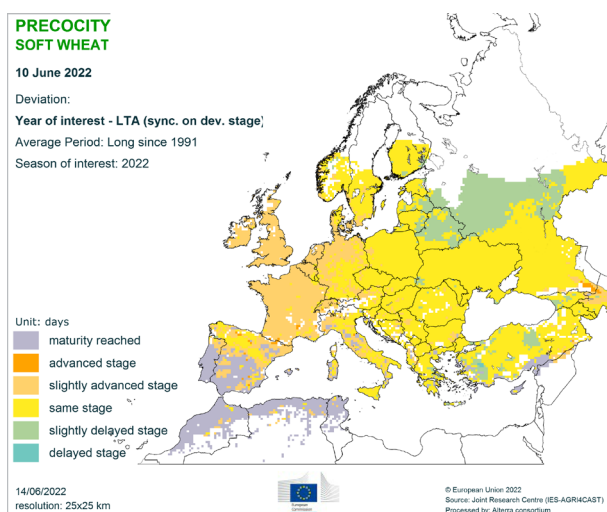 PRECOCITY
SOFT WHEAT
10 June 2022
Deviation:
Year of interest - LTA (sync. on dev. stage)
Average Period: Long since 1991
Season of interest: 2022
Unit: days
maturity reached
advanced stage
slightly advanced stage
same stage
slightly delayed stage
delayed stage
14/06/2022
resolution: 25x25 km
European
Commission
© European Union 2022
Source: Joint Research Centre (IES-AGRI4CAST)
Processed by: Alterra consortium